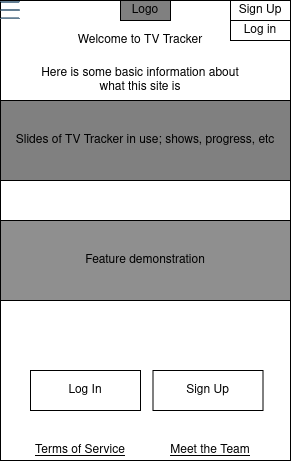 Logo
Sign Up
Log in
Welcome to TV Tracker
Here is some basic information about
what this site is
Slides of TV Tracker in use; shows, progress, etc
Feature demonstration
Log In
Sign Up
Terms of Service
Meet the Team